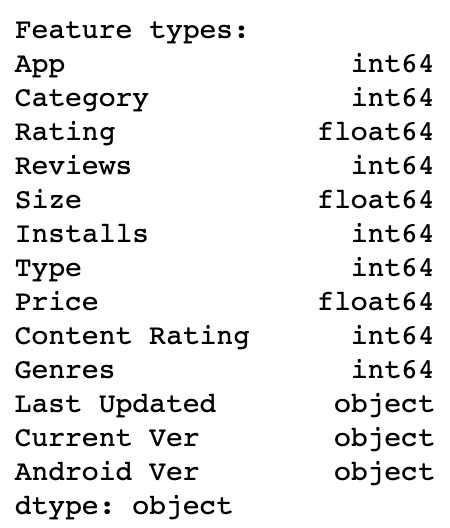 Feature types:
App int64
Category int64
Rating float64
Reviews int64
Size float64
Installs int64
Type int64
Price float64
Content Rating int64
Genres int64
Last Updated object
Current Ver object
Android Ver object
dtype: object